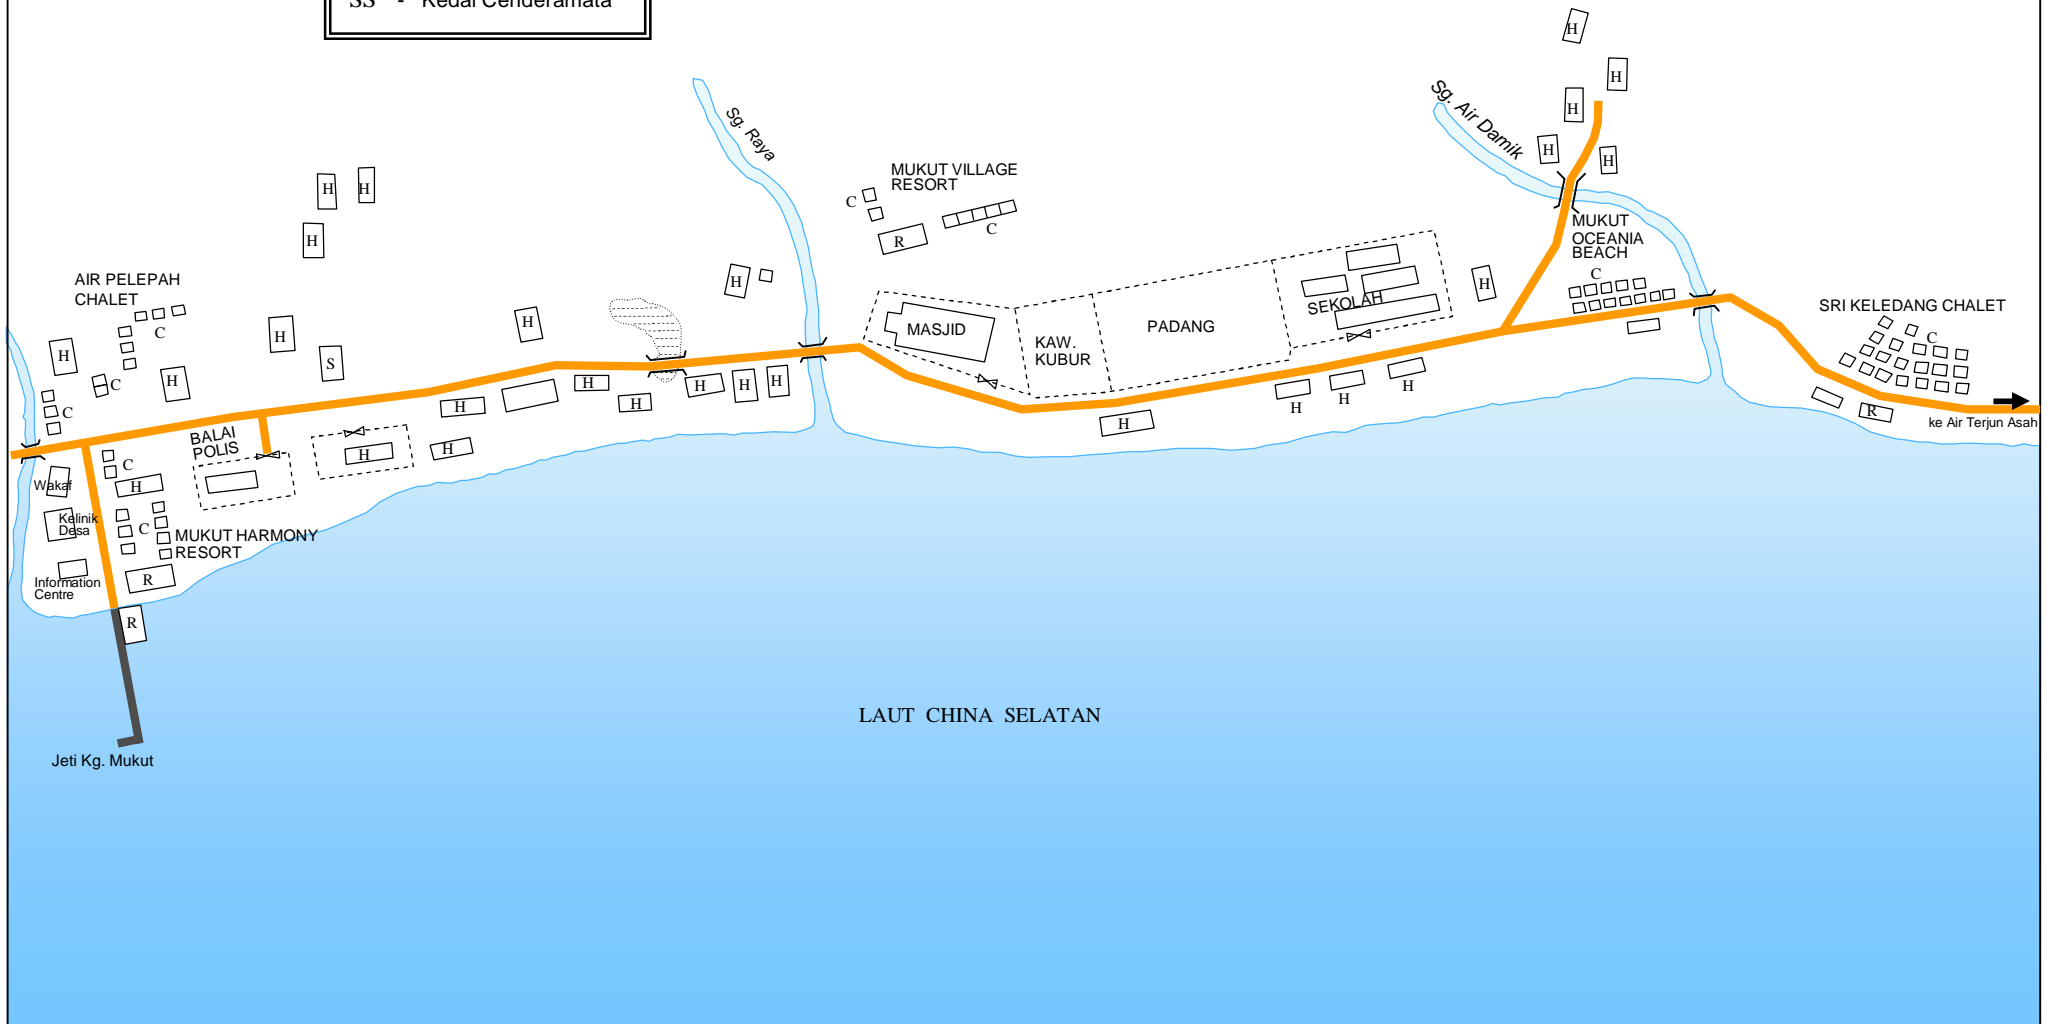 SS - Kedai Cenderamata
H
H
H
Sg. Air Damik
Sg. Raya
H
H
MUKUT VILLAGE
RESORT
C
R
C
H
H
H
MUKUT
OCEANIA
BEACH
C
AIR PELEPAH
CHALET
C
H
H
H
SEKOLAH
SRI KELEDANG CHALET
C
MASJID
KAW.
KUBUR
PADANG
H
H
S
H
C
H
C
H
H
H
H
H
H
H
H
H
H
H
R
ke Air Terjun Asah
BALAI
POLIS
H
H
C
H
Wakaf
Kelinik
Desa
C
MUKUT HARMONY
RESORT
R
Information
Centre
R
LAUT CHINA SELATAN
Jeti Kg. Mukut